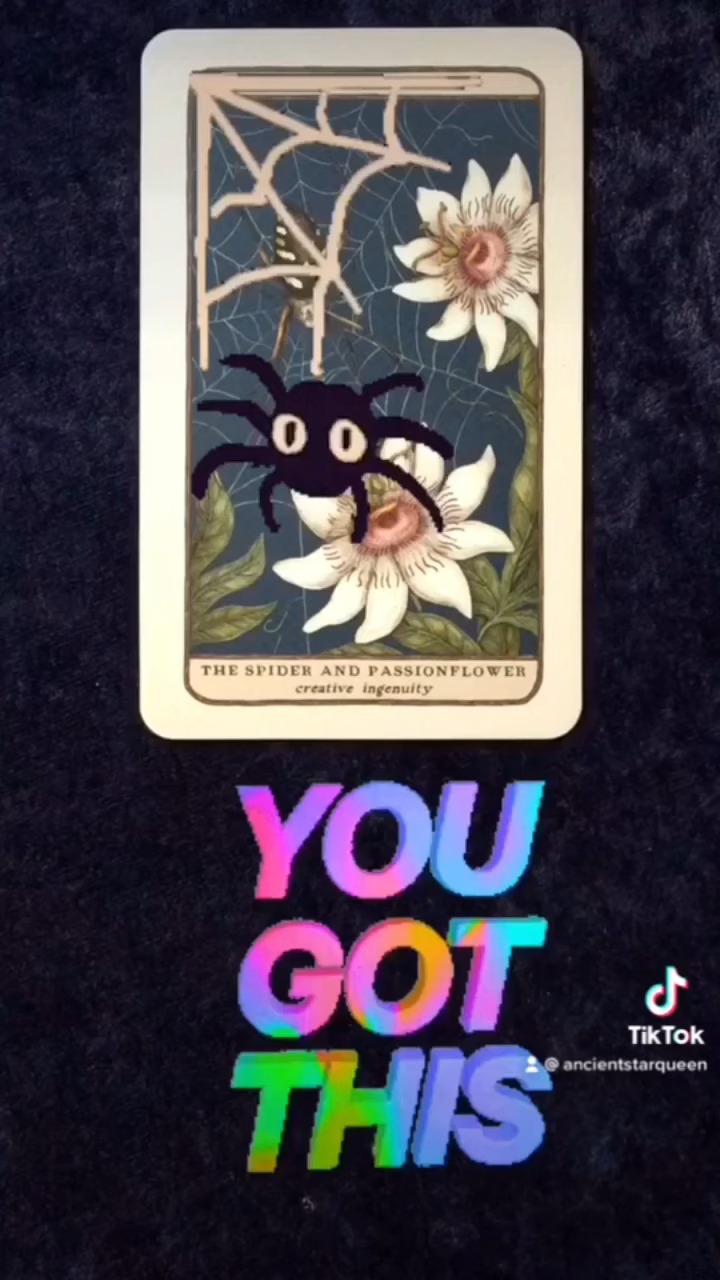 THE SPIDER AND PASSIONFLOWER
creative ingenuity
YOU
GOT
THIS
TikTok
@ ancientstarqueen